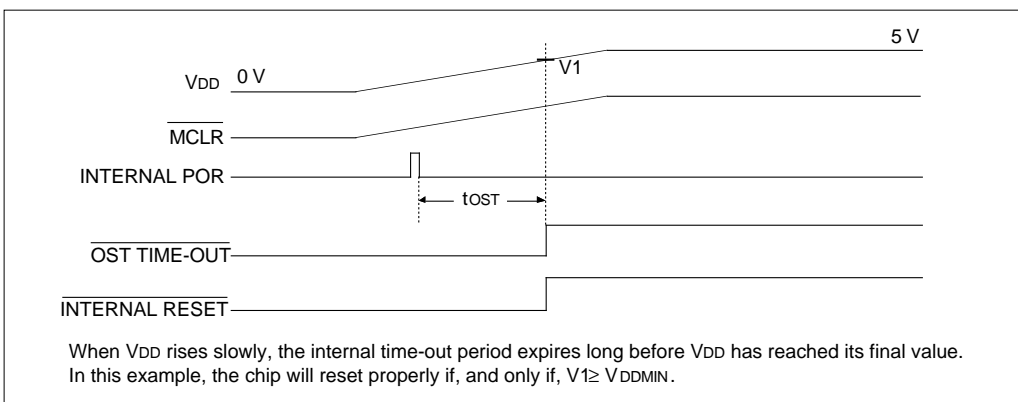 5 V
VDD 0 V
V1
MCLR
INTERNAL POR
tOST
OST TIME-OUT
INTERNAL RESET
When VDD rises slowly, the internal time-out period expires long before VDD has reached its final value.
In this example, the chip will reset properly if, and only if, V1≥ VDDMIN.